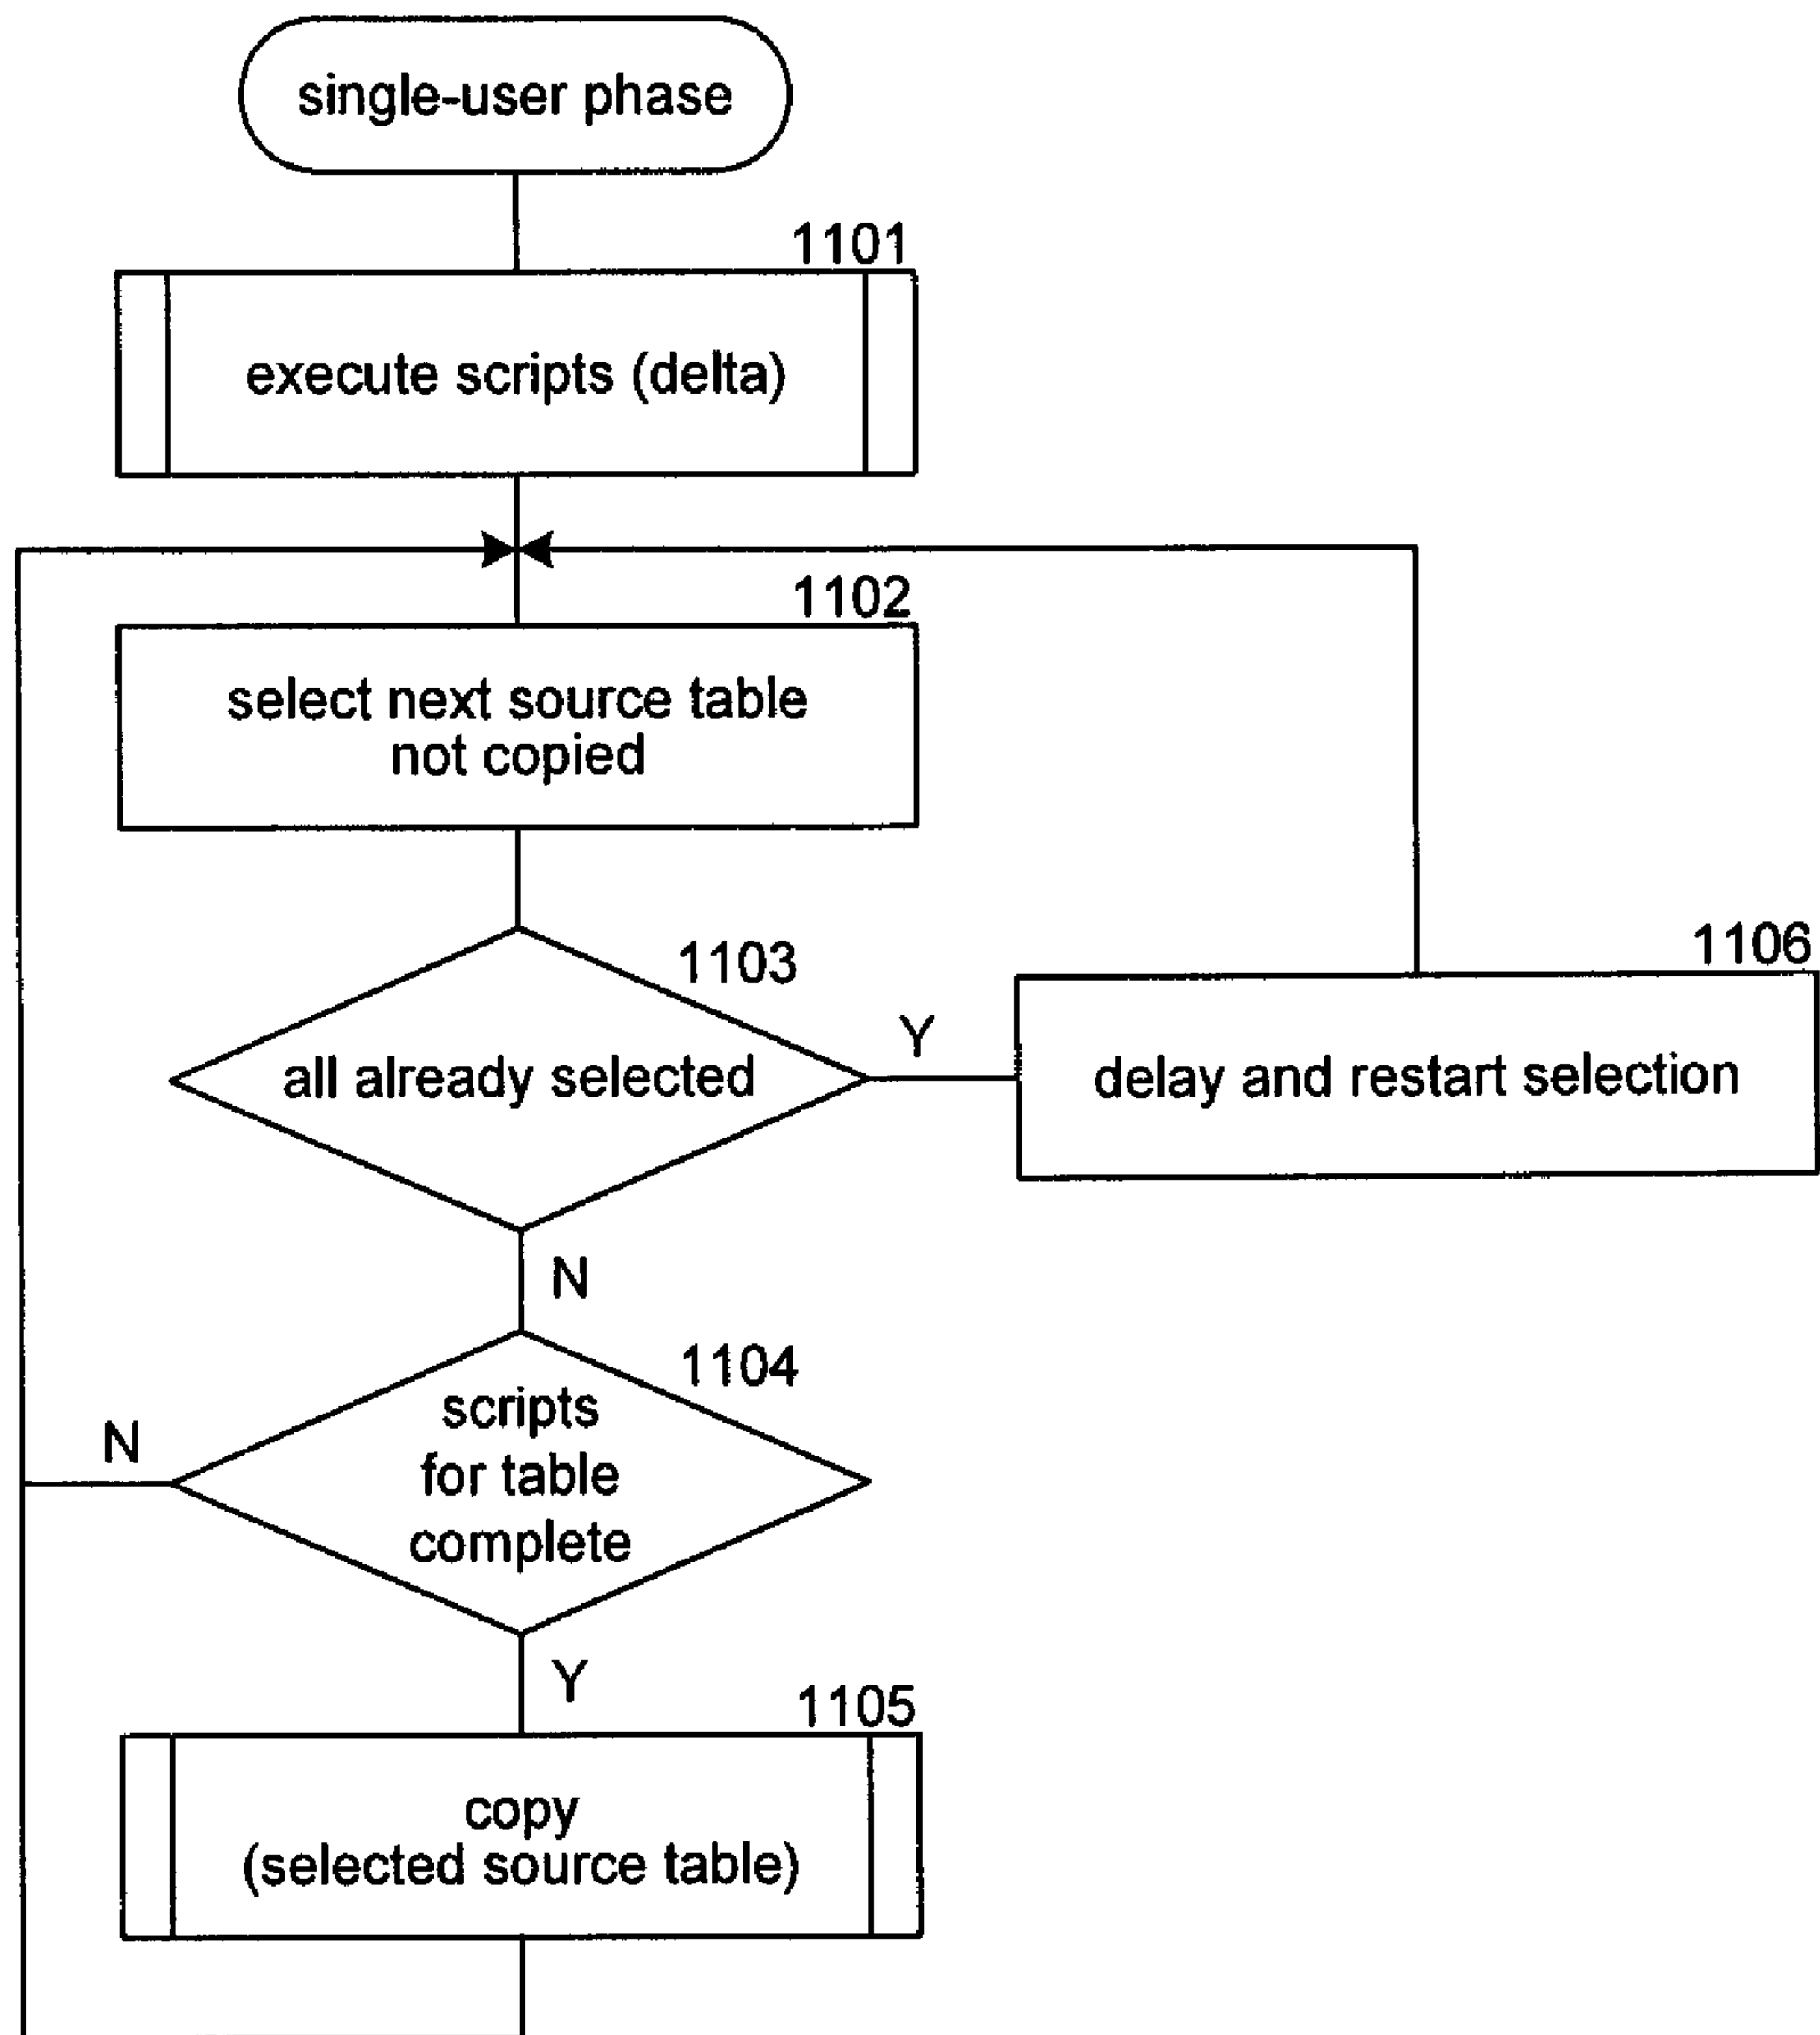 single-user phase
1101
execute scripts (delta)
1102
select next source table
not copied
1103
all already selected
Y
1106
delay and restart selection
N
1104
scripts
for table
complete
N
Y
1105
copy
(selected source table)